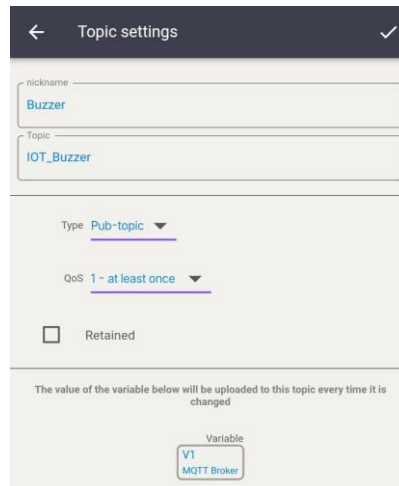 Topic settings
nickname
Buzzer
Topic
IOT_Buzzer
Type Pub-topic
QoS 1 - at least once
Retained
The value of the variable below will be uploaded to this topic every time it is
changed
Variable
V1
MQTT Broker